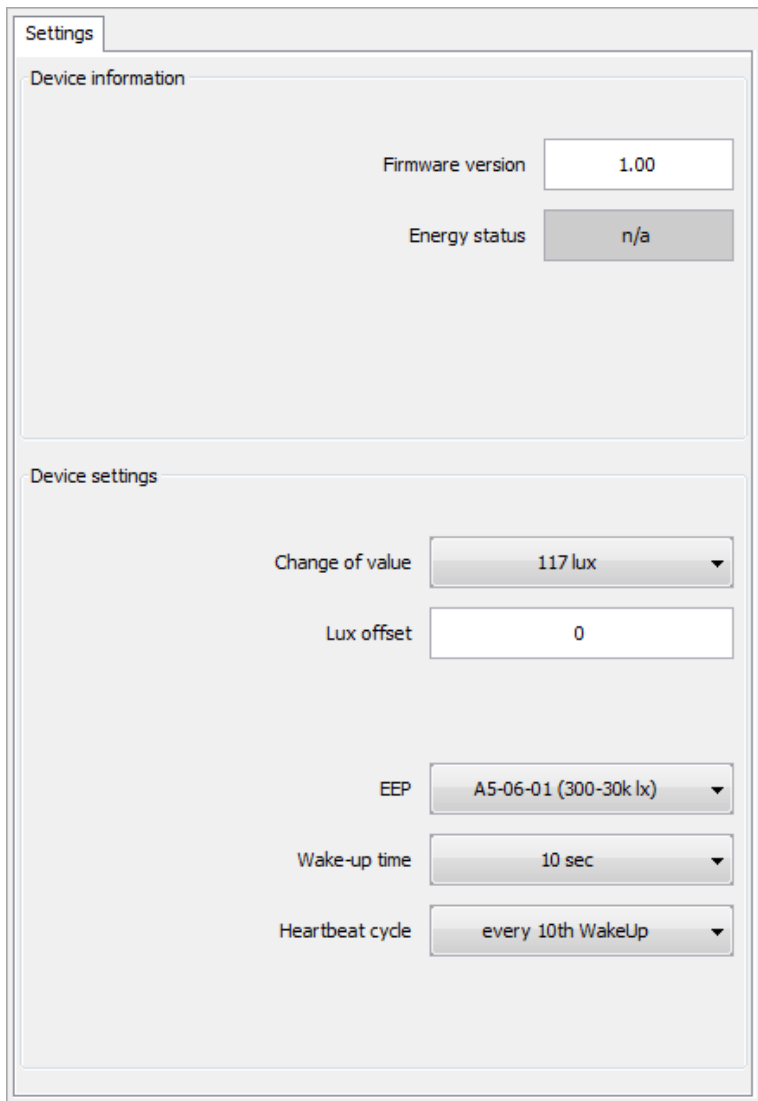 Settings
Device information
Firmware version 1.00
Energy status n/a
Device settings
Change of value 117 lux
Lux offset 0
EEP A5-06-01 (300-30k lx)
Wake-up time 10 sec
Heartbeat cycle every 10th WakeUp